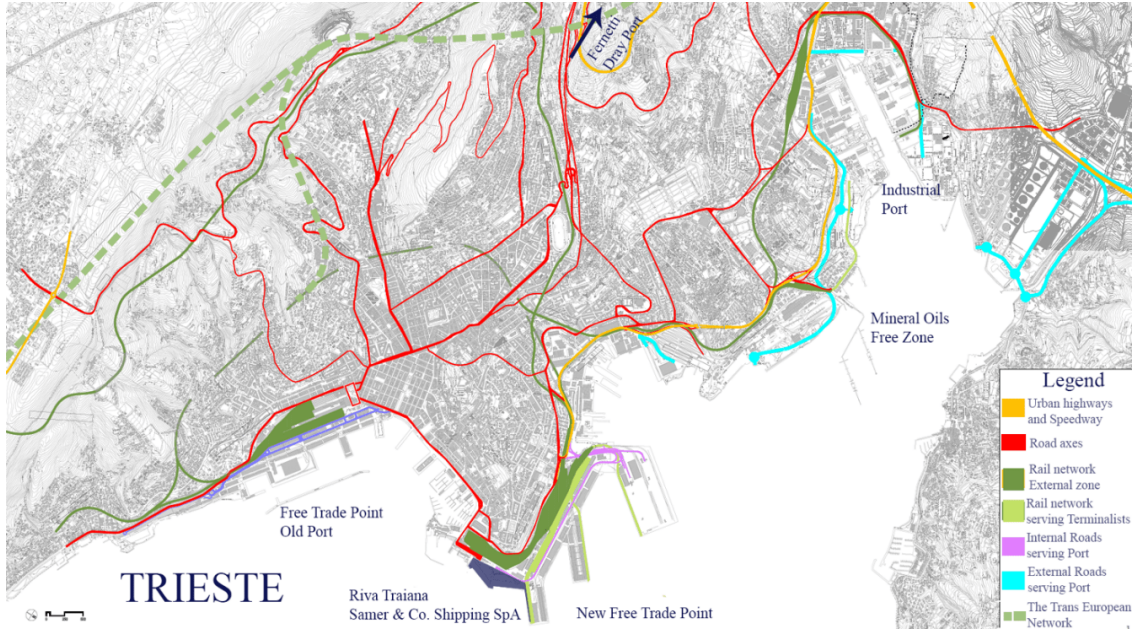 Fernetti
Dray Port
Industrial
Port
Mineral Oils
Free Zone
Free Trade Point
Old Port
TRIESTE
Riva Traiana
Samer & Co. Shipping SpA
New Free Trade Point
Legend
Urban highways
and Speedway
Road axes
Rail network
External zone
Rail network
serving Terminalists
Internal Roads
serving Port
External Roads
serving Port
The Trans European
Network